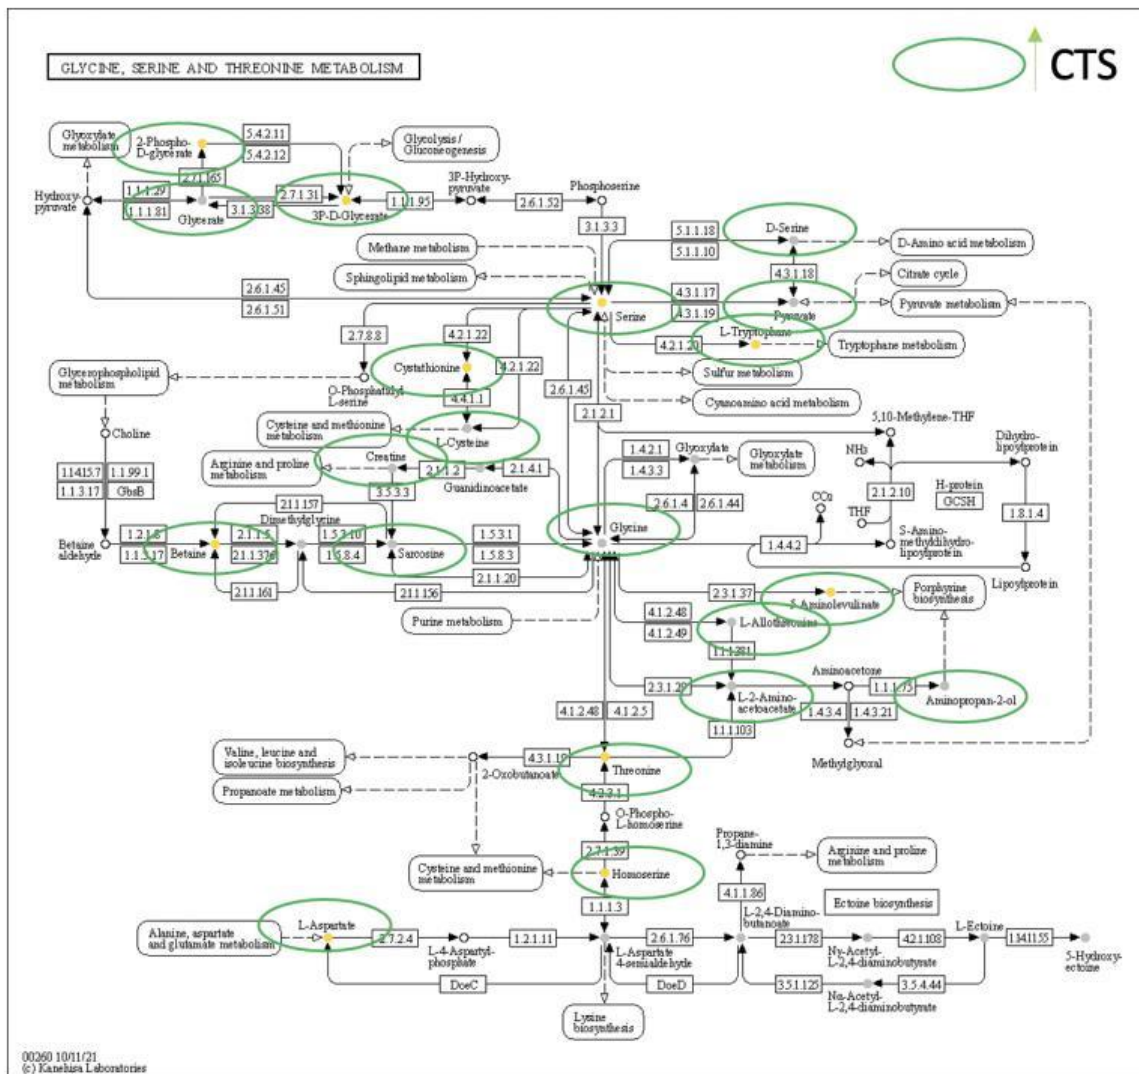 CTS
GLYCINE, SERINE AND THREONINE METABOLISM
Glyoxylate
metabolism
2-Phospho-
D-glycerate
5.4.2.11
5.4.2.12
Glycolysis /
Gluconeogenesis
2.7.1.165
Hydroxy-
pyruvate
1.1.1.29
1.1.1.81
Glycerate
2.7.1.31
3.1.3.38
3P-D-Glycerate
1.1.1.95
3P-Hydroxy-
pyruvate
2.6.1.52
Phosphoserine
3.1.3.3
Methane metabolism
Sphingolipid metabolism
5.1.1.18
5.1.1.10
D-Serine
D-Amino acid metabolism
4.3.1.18
Citrate cycle
2.6.1.45
2.6.1.51
Serine
4.3.1.17
4.3.1.19
Pyruvate
Pyruvate metabolism
2.7.8.8
4.2.1.22
4.2.1.20
L-Tryptophane
Tryptophane metabolism
Glycerophospholipid
metabolism
Cystathionine
4.2.1.22
Sulfur metabolism
O-Phosphatidyl
L-serine
4.4.1.1
2.6.1.45
2.1.2.1
Cyanoamino acid metabolism
Choline
Cysteine and methionine
metabolism
L-Cysteine
5,10-Methylene-THF
Arginine and proline
metabolism
Creatine
2.1.1.2
2.1.4.1
Guanidinoacetate
1.4.2.1
1.4.3.3
Glyoxylate
Glyoxylate
metabolism
NH3
Dihydro-
lipoylprotein
1.14.15.7
1.1.99.1
1.1.3.17
GbsB
3.5.3.3
2.6.1.4
2.6.1.44
2.1.2.10
H-protein
GCSH
2.1.1.157
THF
1.8.1.4
Betaine
aldehyde
1.2.1.8
Betaine
2.1.1.5
Dimethylglycine
1.5.8.4
Sarcosine
1.5.3.1
1.5.8.3
Glycine
1.4.4.2
S-Amino-
methyldihydro-
lipoylprotein
2.1.1.20
Lipoylprotein
2.1.1.161
2.1.1.156
2.3.1.37
5-Aminolevulinate
Porphyrine
biosynthesis
Purine metabolism
4.1.2.48
4.1.2.49
L-Allothreonine
1.1.1.381
2.3.1.29
L-2-Amino-
acetoacetate
Aminoacetone
1.1.1.75
Aminopropan-2-ol
4.1.2.48
4.1.2.5
1.1.1.103
1.4.3.4
1.4.3.21
Methylglyoxal
Valine, leucine and
isoleucine biosynthesis
4.3.1.19
2-Oxobutanoate
Threonine
Propanoate metabolism
4.2.3.1
O-Phospho-
L-homoserine
2.7.1.39
Propane-
1,3-diamine
Arginine and proline
metabolism
Cysteine and methionine
metabolism
Homoserine
4.1.1.86
1.1.1.3
Ectoine biosynthesis
Alanine, aspartate
and glutamate metabolism
L-Aspartate
2.7.2.4
L-4-Aspartyl-
phosphate
1.2.1.11
L-Aspartate
4-semialdehyde
2.6.1.76
L-2,4-Diamino-
butanoate
2.3.1.178
Nγ-Acetyl-
L-2,4-diaminobutyrate
4.2.1.108
L-Ectoine
1.14.11.55
5-Hydroxy-
ectoine
DoeC
DoeD
3.5.1.125
Nα-Acetyl-
L-2,4-diaminobutyrate
3.5.4.44
Lysine
biosynthesis
00260 10/11/21
(c) Kanehisa Laboratories